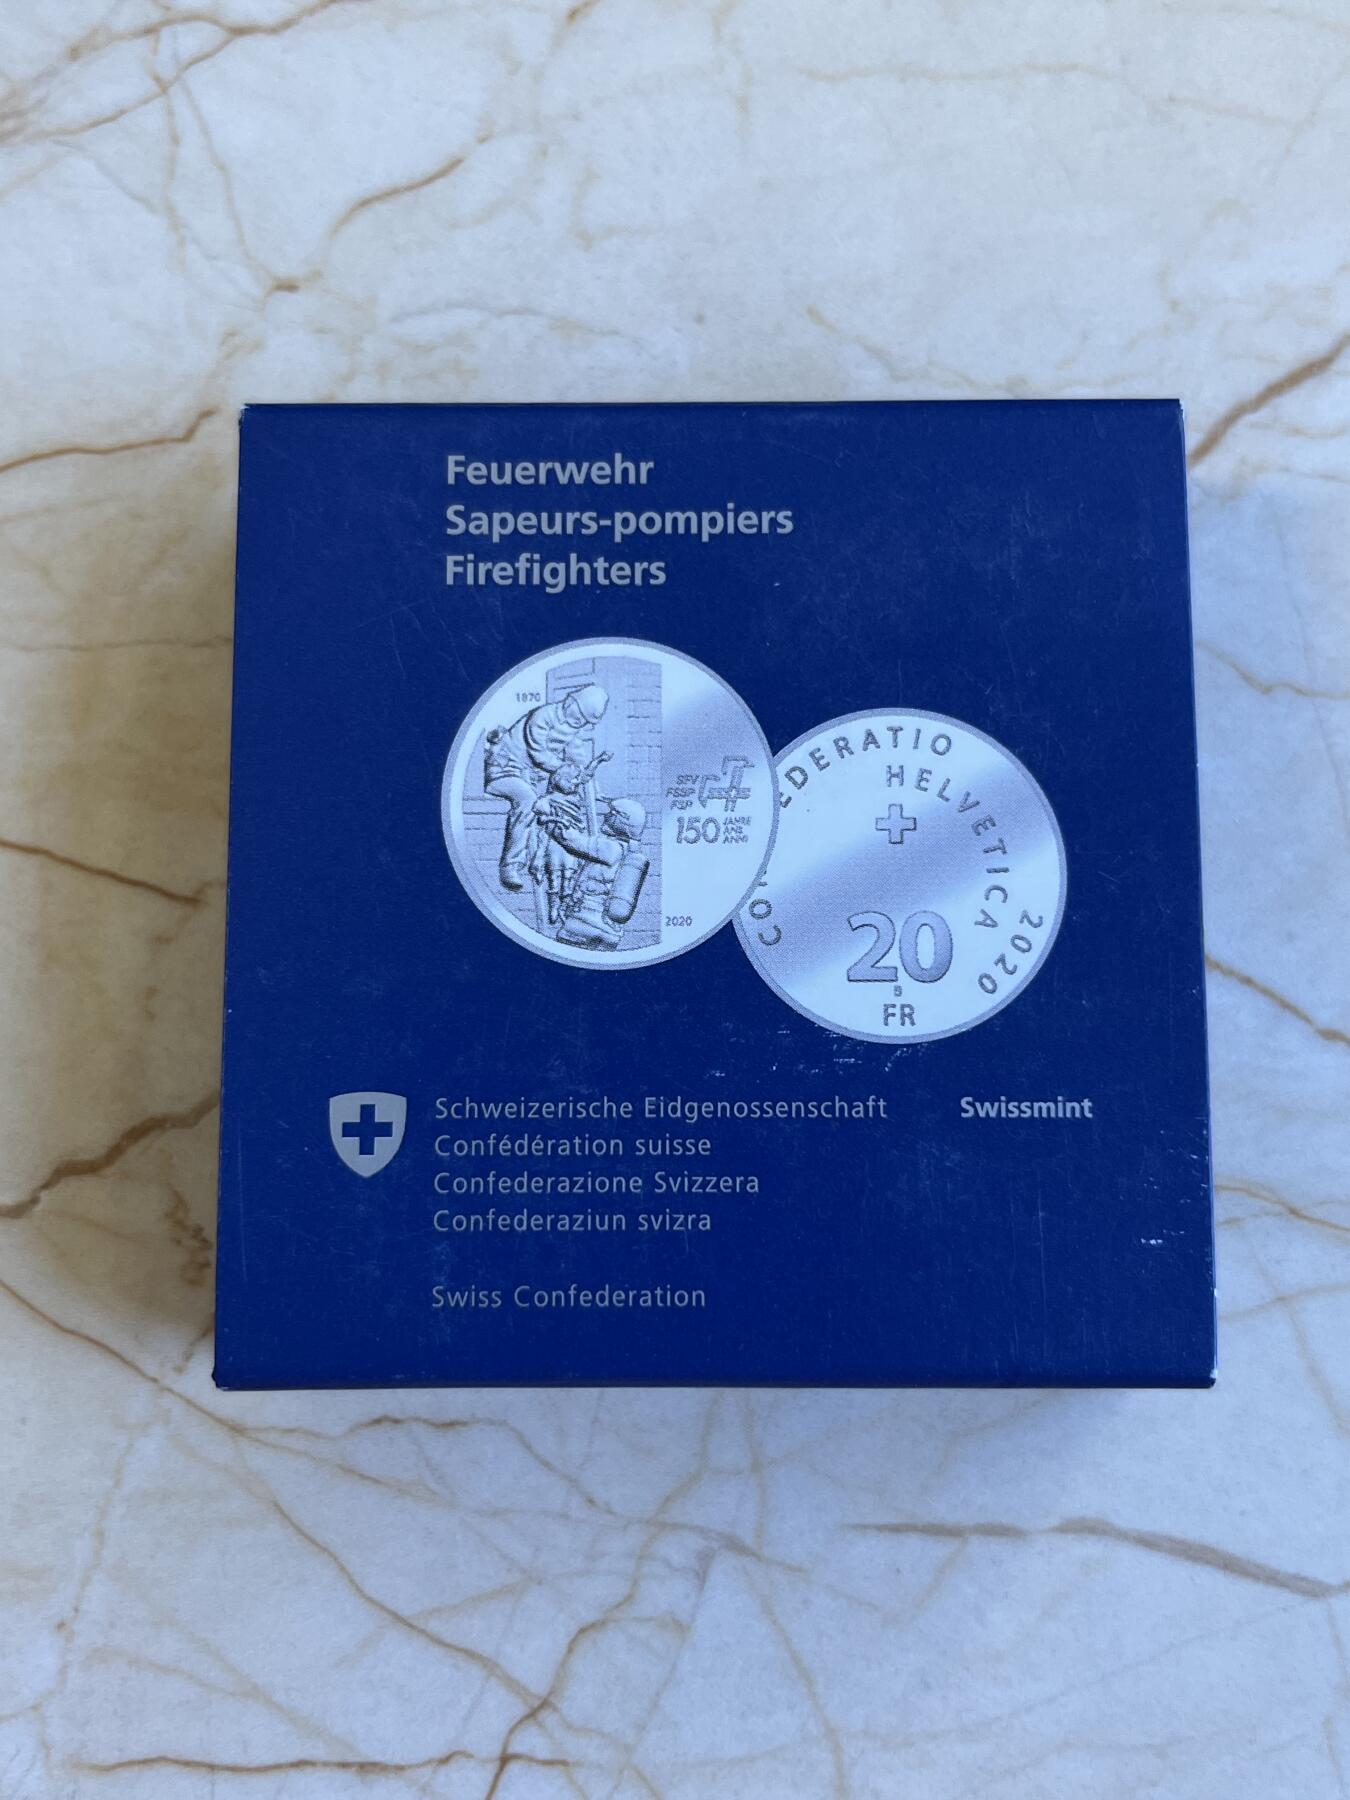 Feuerwehr
Sapeurs-pompiers
Firefighters
1870
SFV
FSSP
FSP
150 JAHRE
ANS
ANNI
2020
CONFEDERATIO
HELVETICA 2020
20
B
FR
Schweizerische Eidgenossenschaft
Swissmint
Confédération suisse
Confederazione Svizzera
Confederaziun svizra
Swiss Confederation